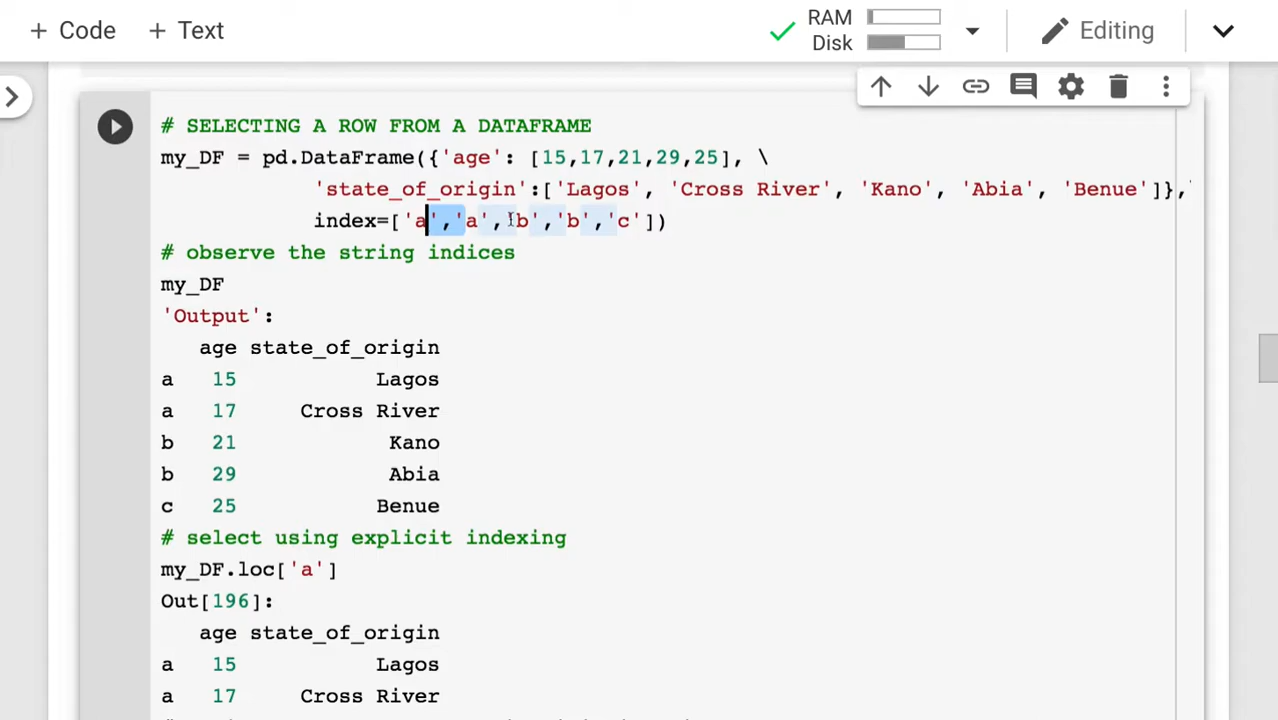 + Code + Text
RAM
Disk
Editing
# SELECTING A ROW FROM A DATAFRAME
my_DF = pd.DataFrame({'age': [15,17,21,29,25], \
'state_of_origin':['Lagos', 'Cross River', 'Kano', 'Abia', 'Benue']},
index=['a','a','b','b','c'])
# observe the string indices
my_DF
'Output':
age state_of_origin
a 15 Lagos
a 17 Cross River
b 21 Kano
b 29 Abia
c 25 Benue
# select using explicit indexing
my_DF.loc['a']
Out[196]:
age state_of_origin
a 15 Lagos
a 17 Cross River